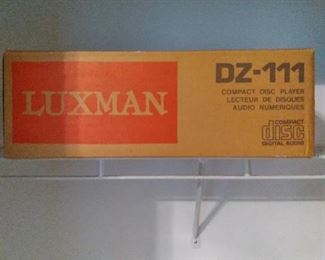 LUXMAN
DZ-111
COMPACT DISC PLAYER
LECTEUR DE DISQUES
AUDIO NUMERIQUES
COMPACT
disc
DIGITAL AUDIO